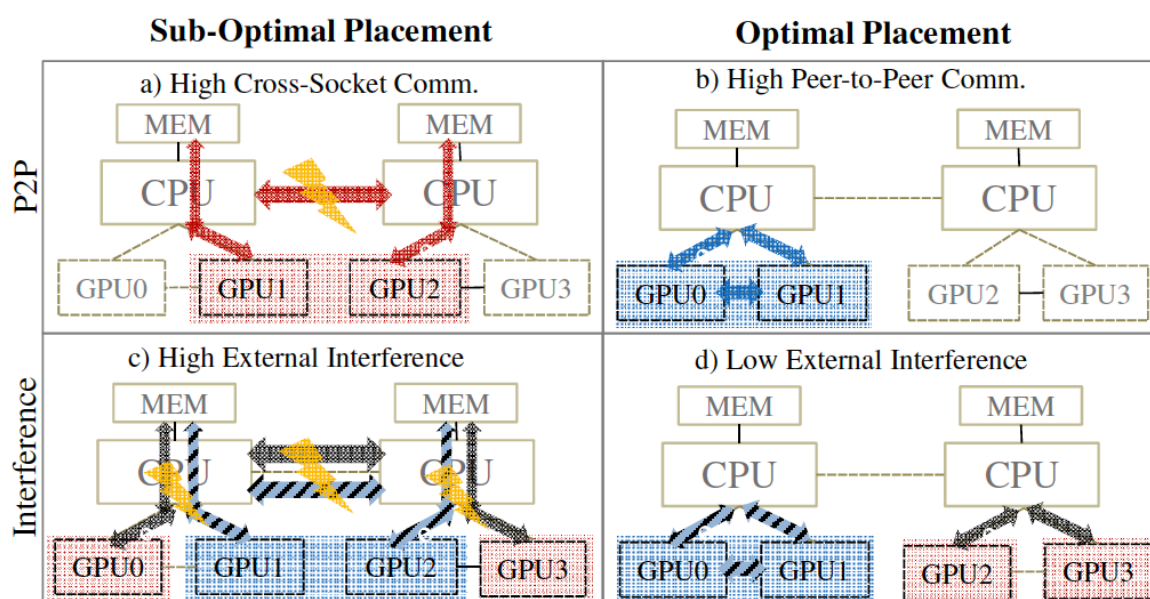 Sub-Optimal Placement
Optimal Placement
P2P
a) High Cross-Socket Comm.
MEM
MEM
CPU
CPU
GPU0
GPU1
GPU2
GPU3
b) High Peer-to-Peer Comm.
MEM
MEM
CPU
CPU
GPU0
GPU1
GPU2
GPU3
Interference
c) High External Interference
MEM
MEM
CPU
CPU
GPU0
GPU1
GPU2
GPU3
d) Low External Interference
MEM
MEM
CPU
CPU
GPU0
GPU1
GPU2
GPU3